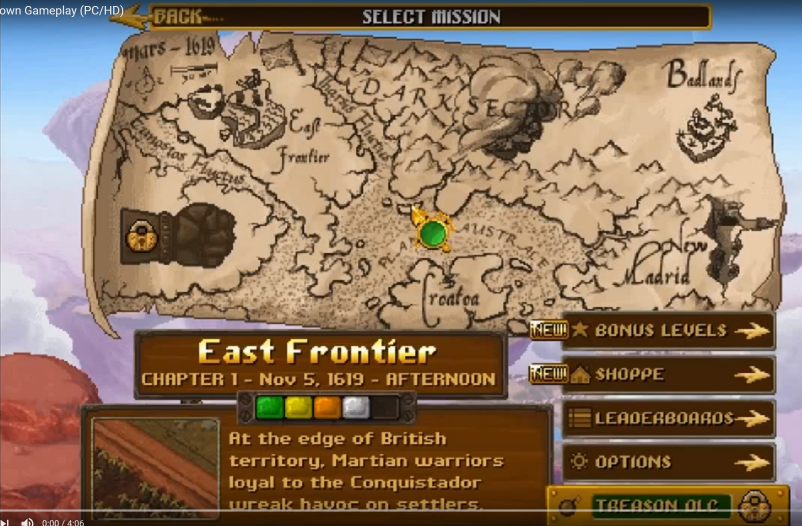 own Gameplay (PC/HD)
BACK
SELECT MISSION
mars - 1619
DARK SECTOR
Badlands
East
Frontier
PLA AUSTRALE
New
Madrid
Croatoa
NEW! BONUS LEVELS
East Frontier
CHAPTER 1 - Nov 5, 1619 - AFTERNOON
NEW! SHOPPE
LEADERBOARDS
At the edge of British
territory, Martian warriors
loyal to the Conquistador
wreak havoc on settlers.
OPTIONS
TREASON DLC
0:00 / 4:06